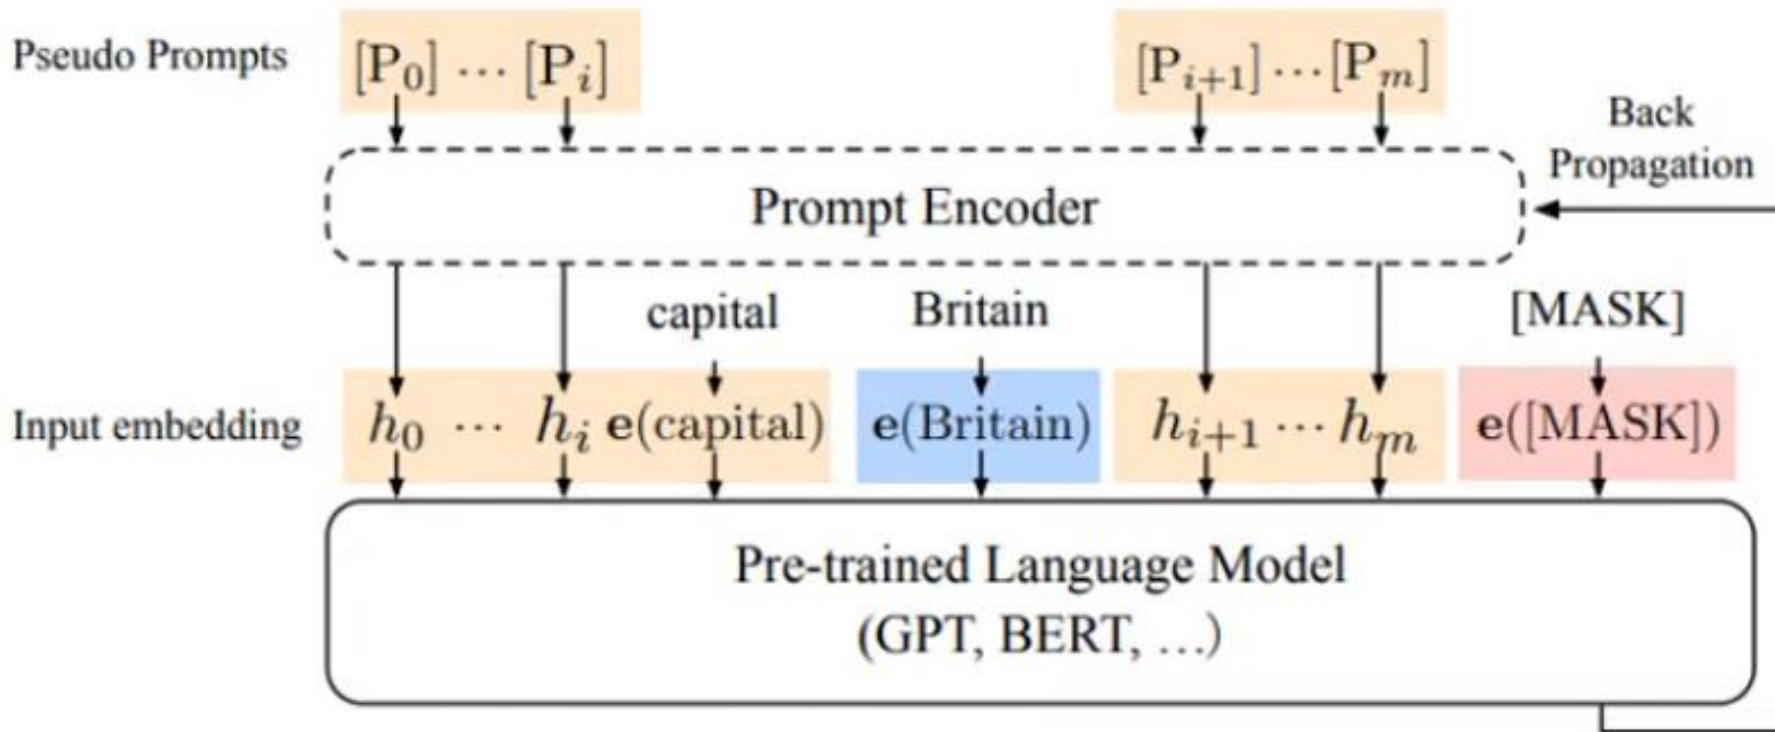 Pseudo Prompts [P₀] ··· [Pᵢ] [Pᵢ₊₁] ··· [Pₘ]
Back
Propagation
Prompt Encoder
capital Britain [MASK]
Input embedding h₀ ··· hᵢ e(capital) e(Britain) hᵢ₊₁ ··· hₘ e([MASK])
Pre-trained Language Model
(GPT, BERT, ...)